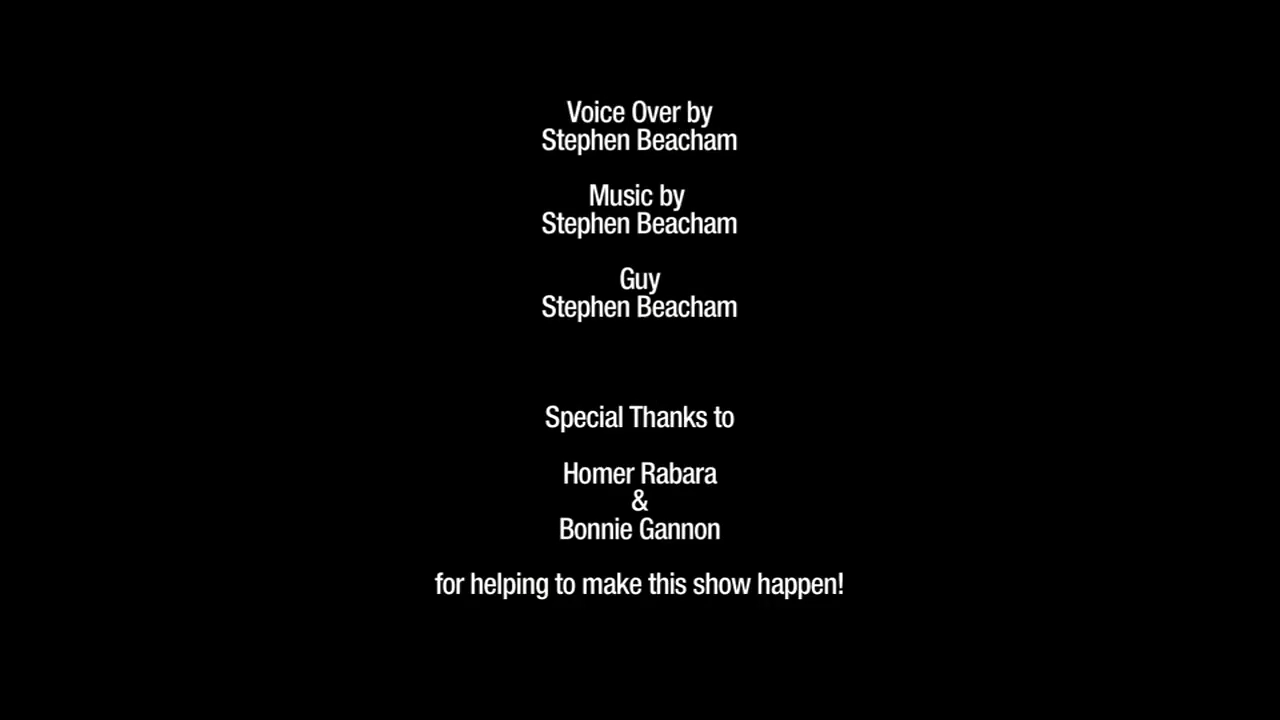 Voice Over by
Stephen Beacham
Music by
Stephen Beacham
Guy
Stephen Beacham
Special Thanks to
Homer Rabara
&
Bonnie Gannon
for helping to make this show happen!